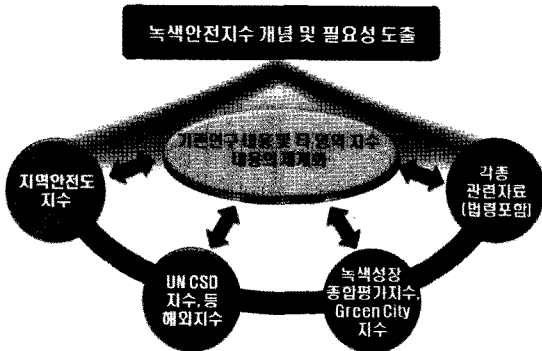 녹색안전지수 개념 및 필요성 도출
기존연구 내용 및 타 영역 지수
내용의 체계화
지역안전도
지수
각종
관련자료
(법령포함)
UN CSD
지수, 등
해외지수
녹색성장
종합평가지수,
Green City
지수